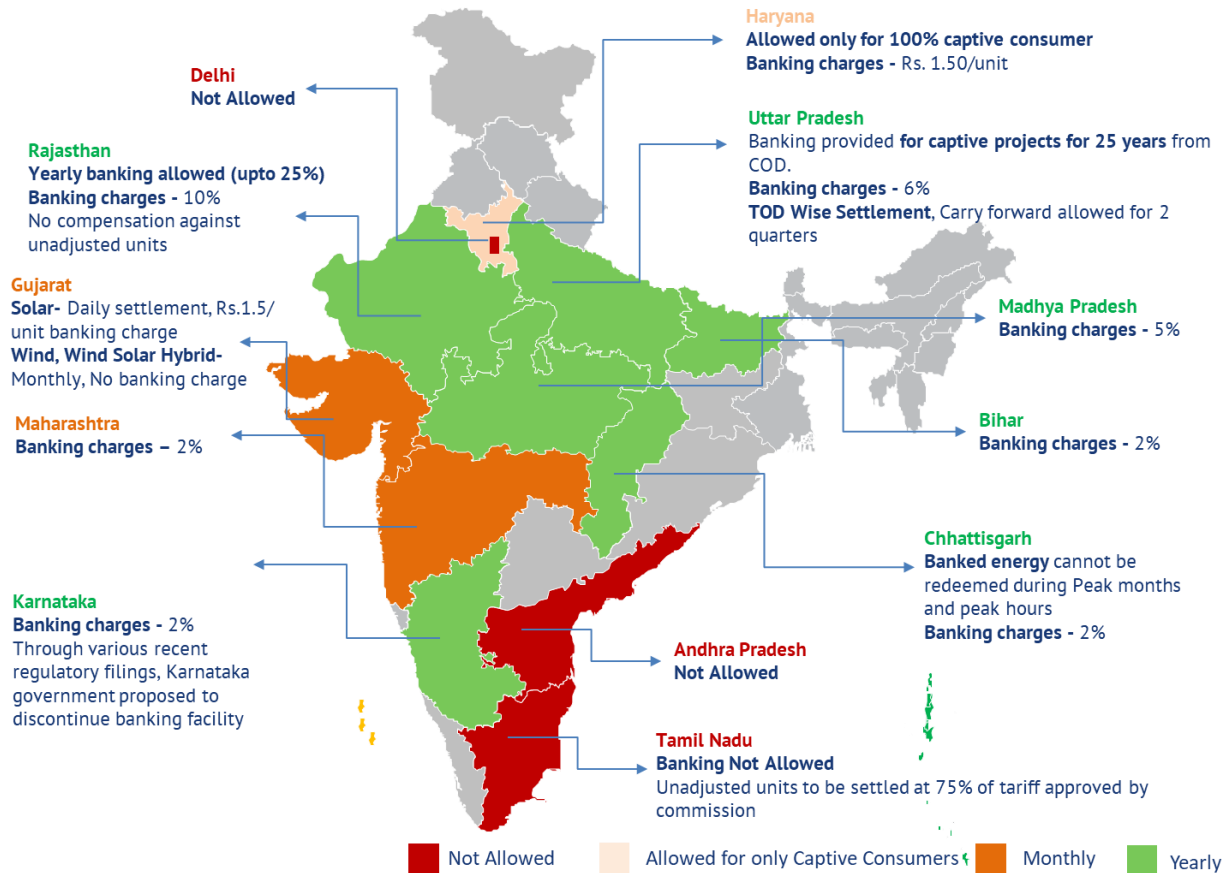 Haryana
Allowed only for 100% captive consumer
Banking charges - Rs. 1.50/unit
Delhi
Not Allowed
Uttar Pradesh
Banking provided for captive projects for 25 years from
COD.
Banking charges - 6%
TOD Wise Settlement, Carry forward allowed for 2
quarters
Rajasthan
Yearly banking allowed (upto 25%)
Banking charges - 10%
No compensation against
unadjusted units
Gujarat
Solar- Daily settlement, Rs.1.5/
unit banking charge
Wind, Wind Solar Hybrid-
Monthly, No banking charge
Madhya Pradesh
Banking charges - 5%
Maharashtra
Banking charges – 2%
Bihar
Banking charges - 2%
Chhattisgarh
Banked energy cannot be
redeemed during Peak months
and peak hours
Banking charges - 2%
Karnataka
Banking charges - 2%
Through various recent
regulatory filings, Karnataka
government proposed to
discontinue banking facility
Andhra Pradesh
Not Allowed
Tamil Nadu
Banking Not Allowed
Unadjusted units to be settled at 75% of tariff approved by
commission
Not Allowed
Allowed for only Captive Consumers
Monthly
Yearly